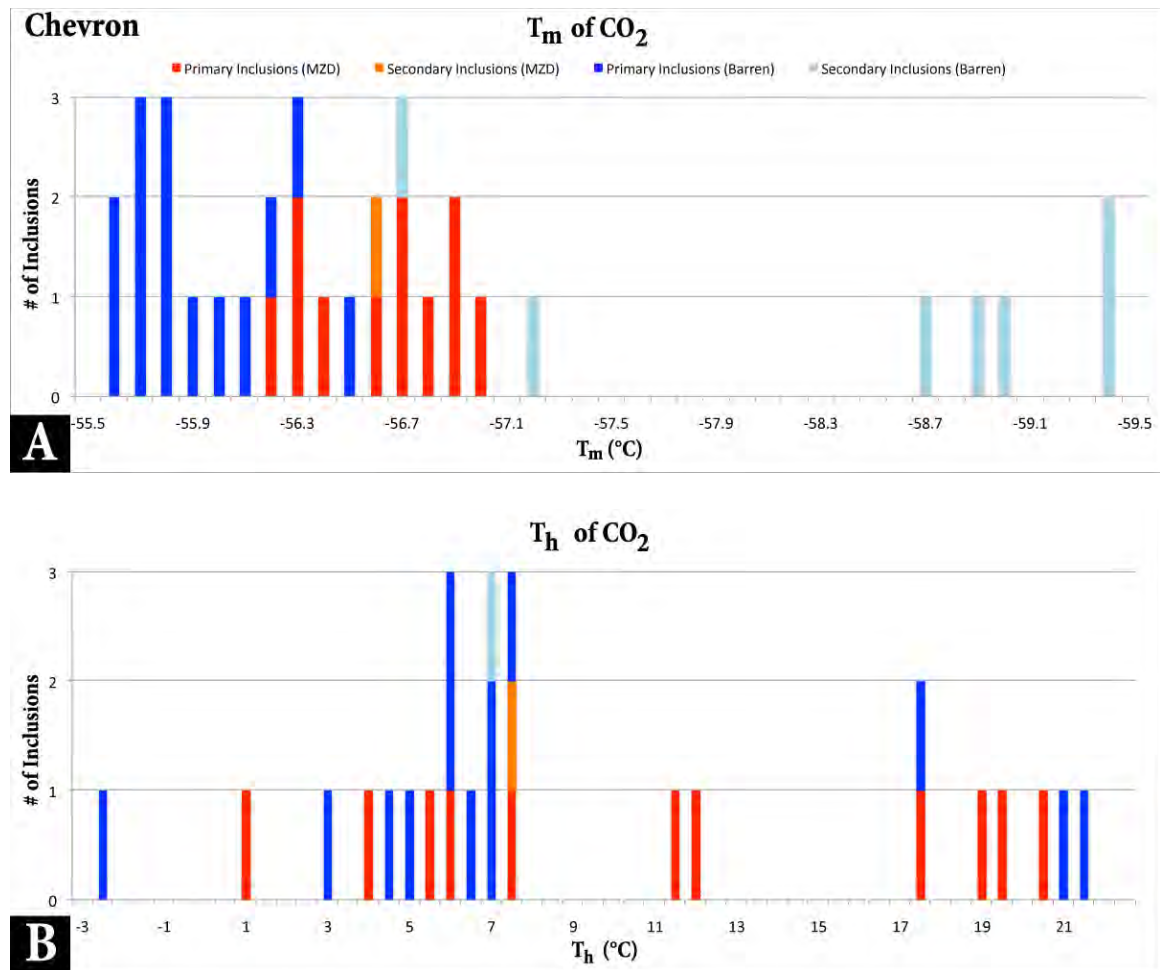 Chevron
Tm of CO2
Primary Inclusions (MZD) Secondary Inclusions (MZD) Primary Inclusions (Barren) Secondary Inclusions (Barren)
3
2
1
0
# of Inclusions
-55.5 -55.9 -56.3 -56.7 -57.1 -57.5 -57.9 -58.3 -58.7 -59.1 -59.5
A
Tm (°C)
Th of CO2
3
2
1
0
# of Inclusions
-3 -1 1 3 5 7 9 11 13 15 17 19 21
B
Th (°C)